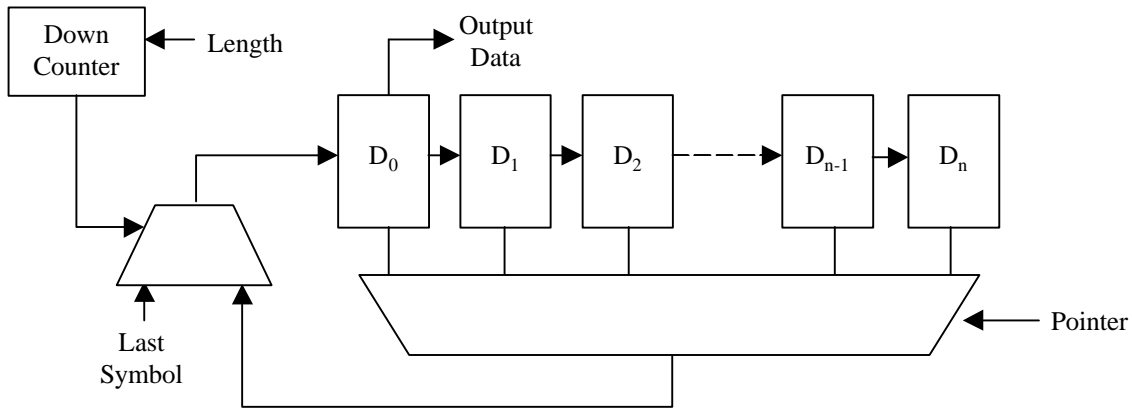 Down
Counter
Length
Output
Data
D₀
D₁
D₂
Dₙ₋₁
Dₙ
Pointer
Last
Symbol